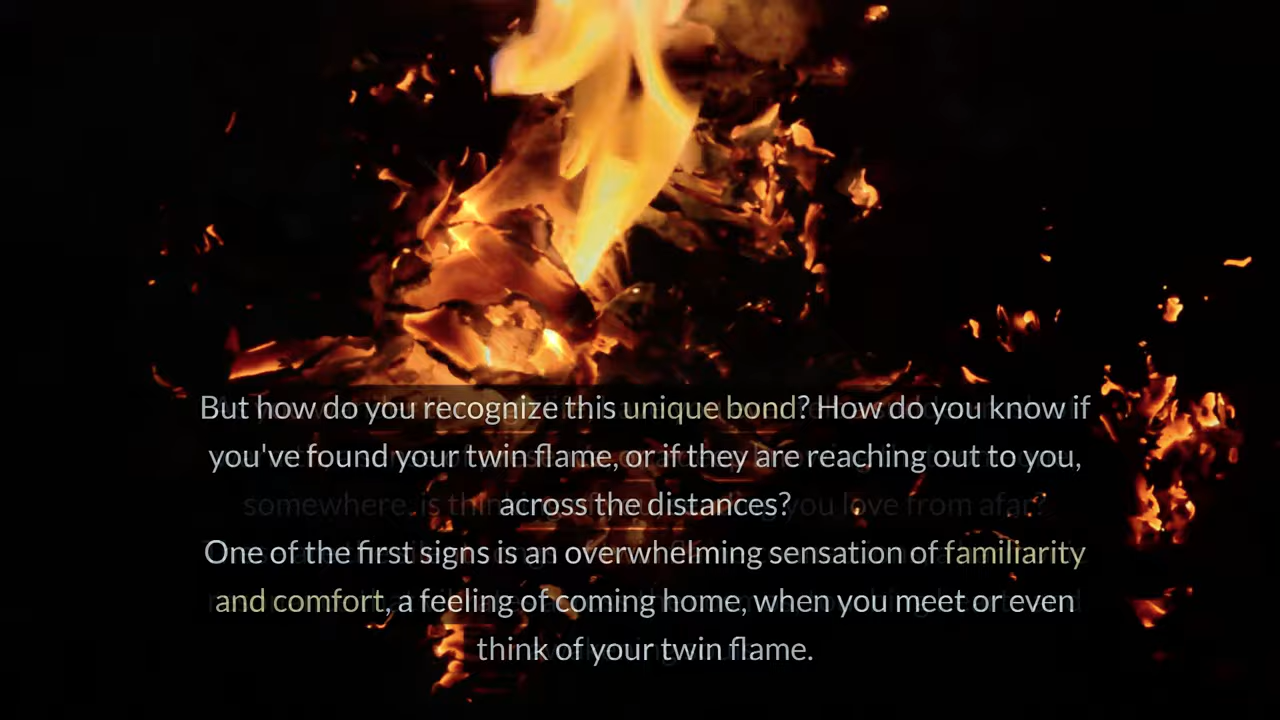 But how do you recognize this unique bond? How do you know if
you've found your twin flame, or if they are reaching out to you,
across the distances?
One of the first signs is an overwhelming sensation of familiarity
and comfort, a feeling of coming home, when you meet or even
think of your twin flame.